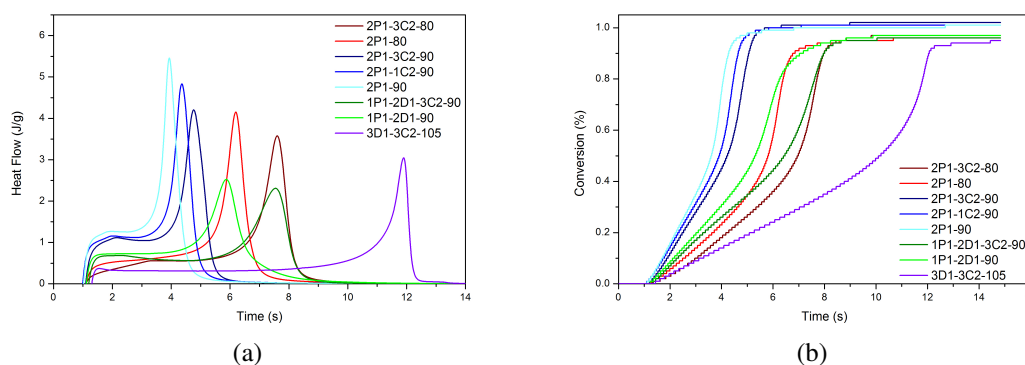 2P1-3C2-80
2P1-80
2P1-3C2-90
2P1-1C2-90
2P1-90
1P1-2D1-3C2-90
1P1-2D1-90
3D1-3C2-105
Heat Flow (J/g)
6
5
4
3
2
1
0
2 4 6 8 10 12 14
Time (s)
(a)
Conversion (%)
1.0
0.8
0.6
0.4
0.2
0.0
2P1-3C2-80
2P1-80
2P1-3C2-90
2P1-1C2-90
2P1-90
1P1-2D1-3C2-90
1P1-2D1-90
3D1-3C2-105
0 2 4 6 8 10 12 14
Time (s)
(b)